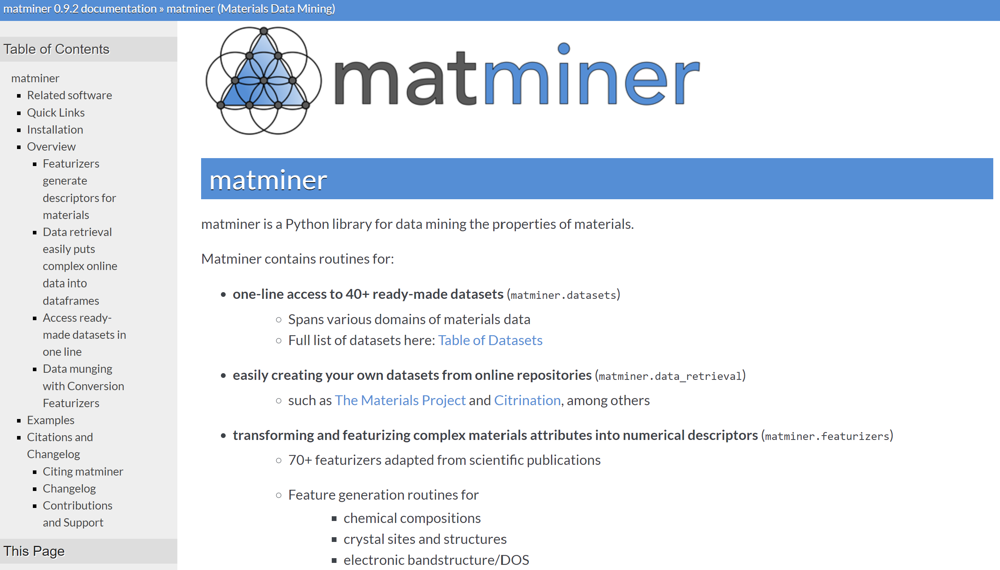 matminer 0.9.2 documentation » matminer (Materials Data Mining)
Table of Contents
matminer
Related software
Quick Links
Installation
Overview
Featurizers
generate
descriptors for
materials
Data retrieval
easily puts
complex online
data into
dataframes
Access ready-
made datasets in
one line
Data munging
with Conversion
Featurizers
Examples
Citations and
Changelog
Citing matminer
Changelog
Contributions
and Support
This Page
matminer
matminer
matminer is a Python library for data mining the properties of materials.
Matminer contains routines for:
one-line access to 40+ ready-made datasets (matminer.datasets)
Spans various domains of materials data
Full list of datasets here: Table of Datasets
easily creating your own datasets from online repositories (matminer.data_retrieval)
such as The Materials Project and Citrination, among others
transforming and featurizing complex materials attributes into numerical descriptors (matminer.featurizers)
70+ featurizers adapted from scientific publications
Feature generation routines for
chemical compositions
crystal sites and structures
electronic bandstructure/DOS